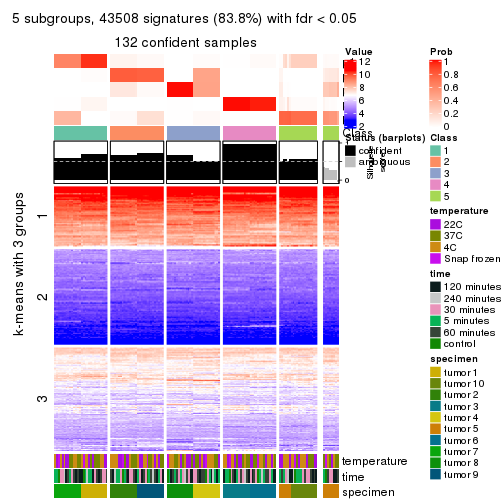 5 subgroups, 43508 signatures (83.8%) with fdr < 0.05
132 confident samples
k-means with 3 groups
1
2
3
temperature
time
specimen
Value
12
10
8
6
4
2
Class
Status (barplots)
confident
ambiguous
0
Prob
1
0.8
0.6
0.4
0.2
0
Class
1
2
3
4
5
temperature
22C
37C
4C
Snap frozen
time
120 minutes
240 minutes
30 minutes
5 minutes
60 minutes
control
specimen
tumor 1
tumor 10
tumor 2
tumor 3
tumor 4
tumor 5
tumor 6
tumor 7
tumor 8
tumor 9